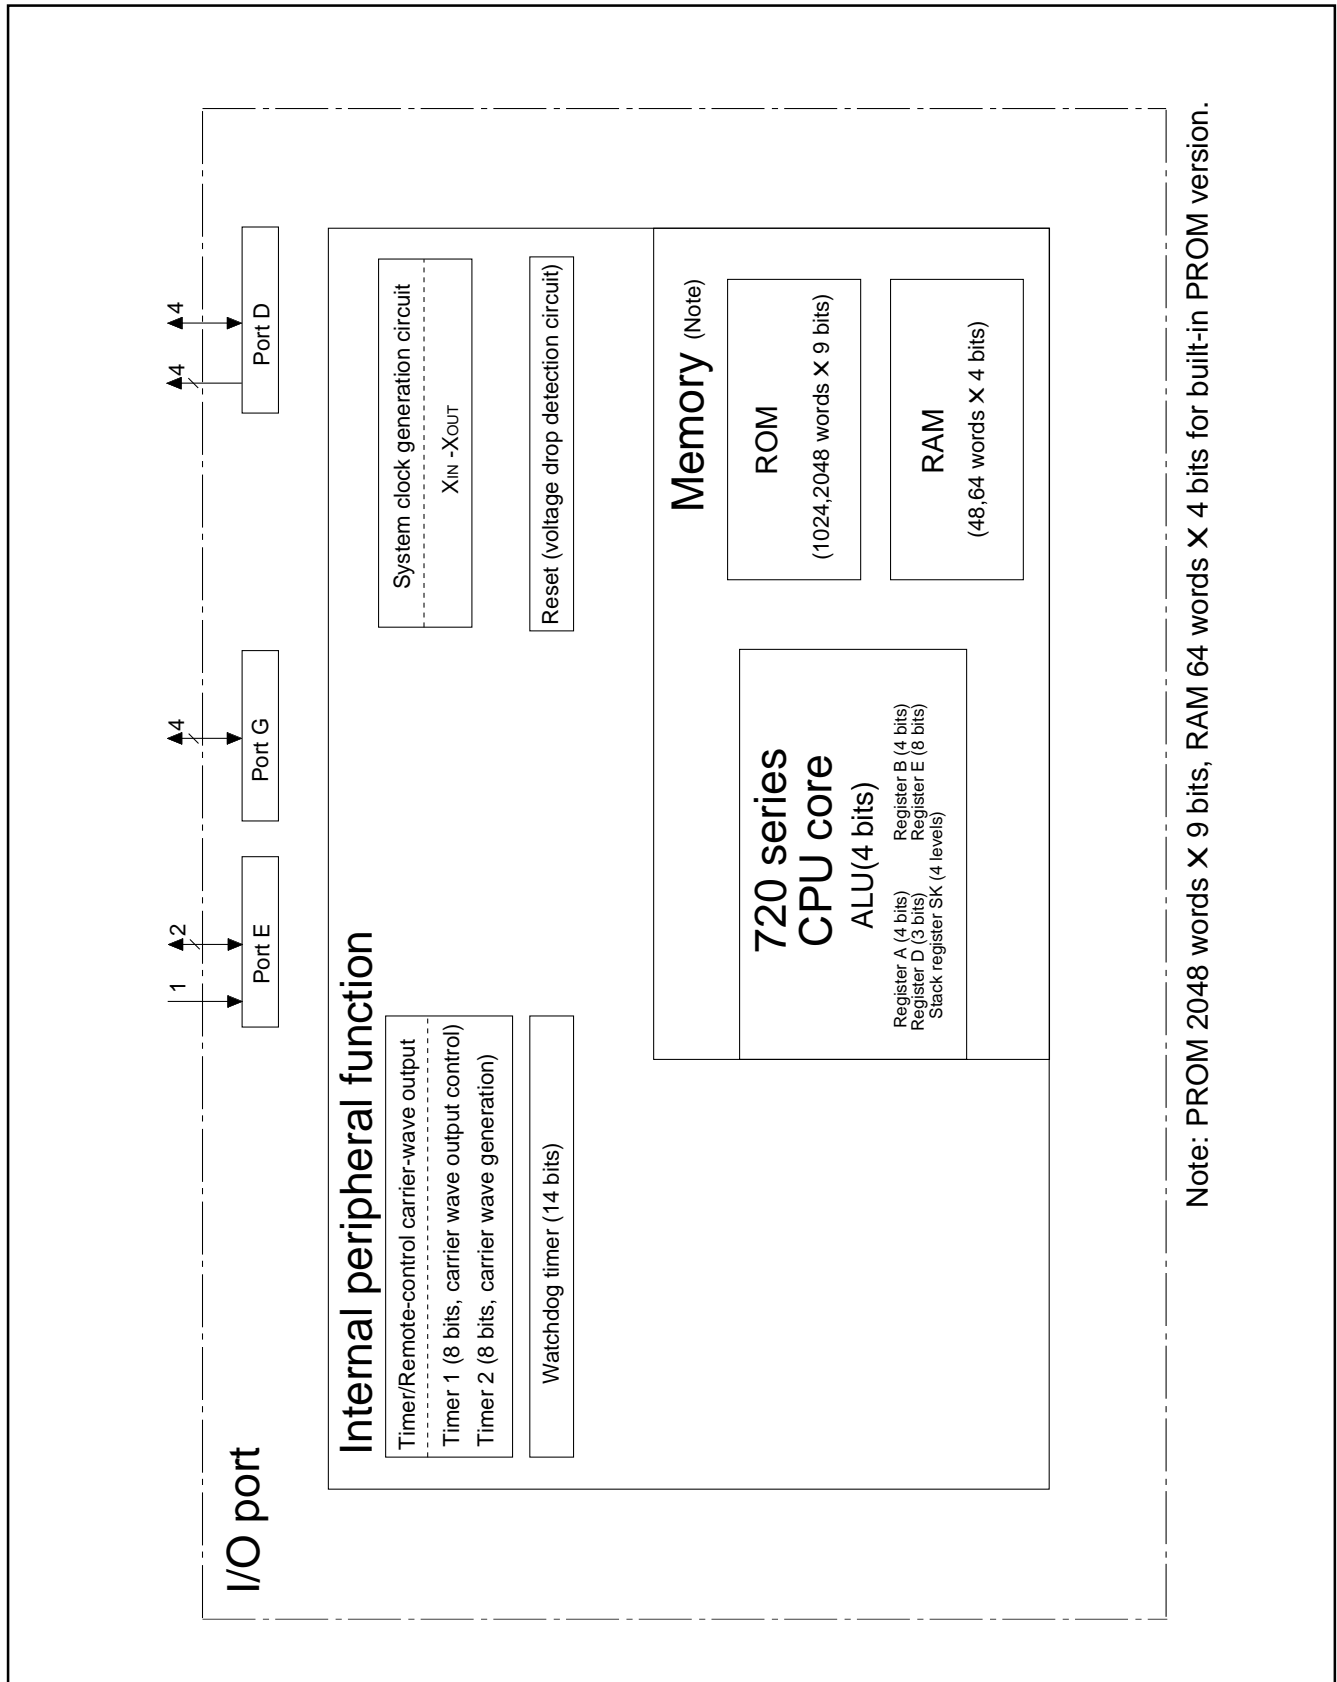 1
2
4
4
4
Port E
Port G
Port D
I/O port
Internal peripheral function
Timer/Remote-control carrier-wave output
Timer 1 (8 bits, carrier wave output control)
Timer 2 (8 bits, carrier wave generation)
Watchdog timer (14 bits)
System clock generation circuit
XIN -XOUT
Reset (voltage drop detection circuit)
720 series
CPU core
ALU(4 bits)
Register A (4 bits) Register B (4 bits)
Register D (3 bits) Register E (8 bits)
Stack register SK (4 levels)
Memory (Note)
ROM
(1024,2048 words X 9 bits)
RAM
(48,64 words X 4 bits)
Note: PROM 2048 words X 9 bits, RAM 64 words X 4 bits for built-in PROM version.